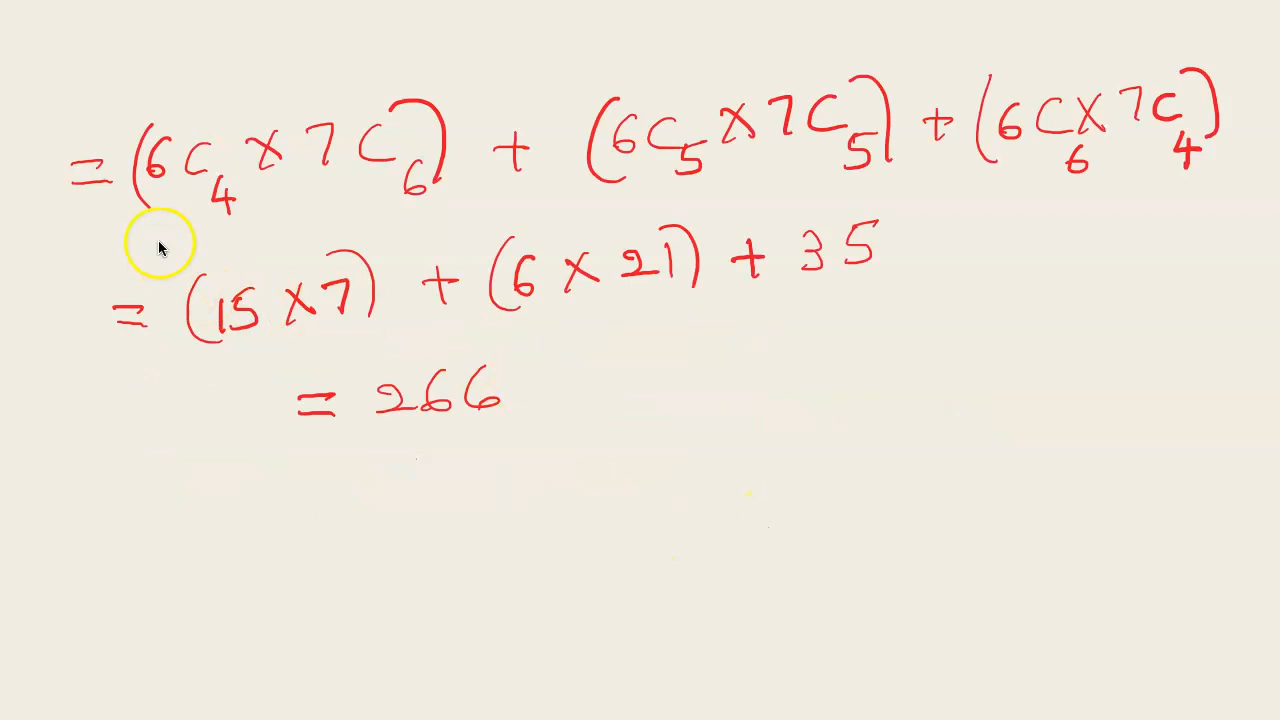 = (6C₄ × 7C₆) + (6C₅ × 7C₅) + (6C₆ × 7C₄)
= (15 × 7) + (6 × 21) + 35
= 266